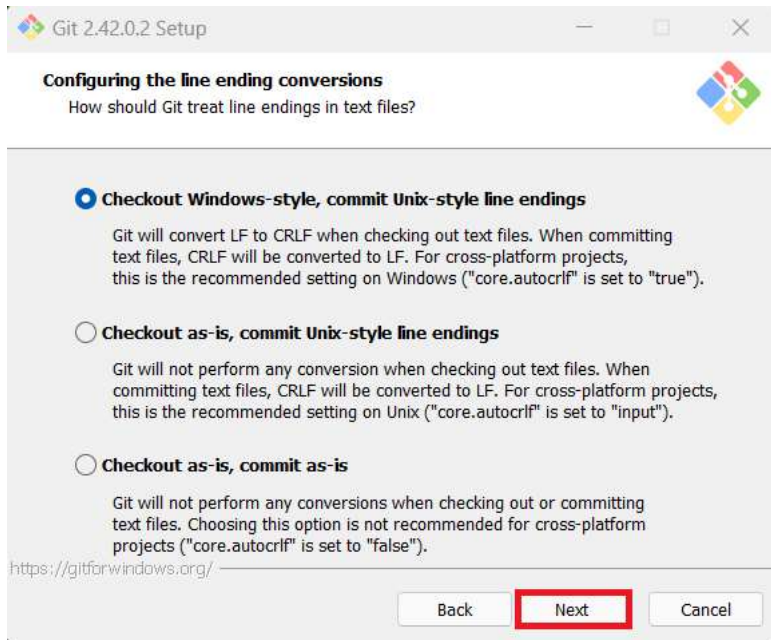 Git 2.42.0.2 Setup
Configuring the line ending conversions
How should Git treat line endings in text files?
Checkout Windows-style, commit Unix-style line endings
Git will convert LF to CRLF when checking out text files. When committing
text files, CRLF will be converted to LF. For cross-platform projects,
this is the recommended setting on Windows ("core.autocrlf" is set to "true").
Checkout as-is, commit Unix-style line endings
Git will not perform any conversion when checking out text files. When
committing text files, CRLF will be converted to LF. For cross-platform projects,
this is the recommended setting on Unix ("core.autocrlf" is set to "input").
Checkout as-is, commit as-is
Git will not perform any conversions when checking out or committing
text files. Choosing this option is not recommended for cross-platform
projects ("core.autocrlf" is set to "false").
https://gitforwindows.org/
Back Next Cancel